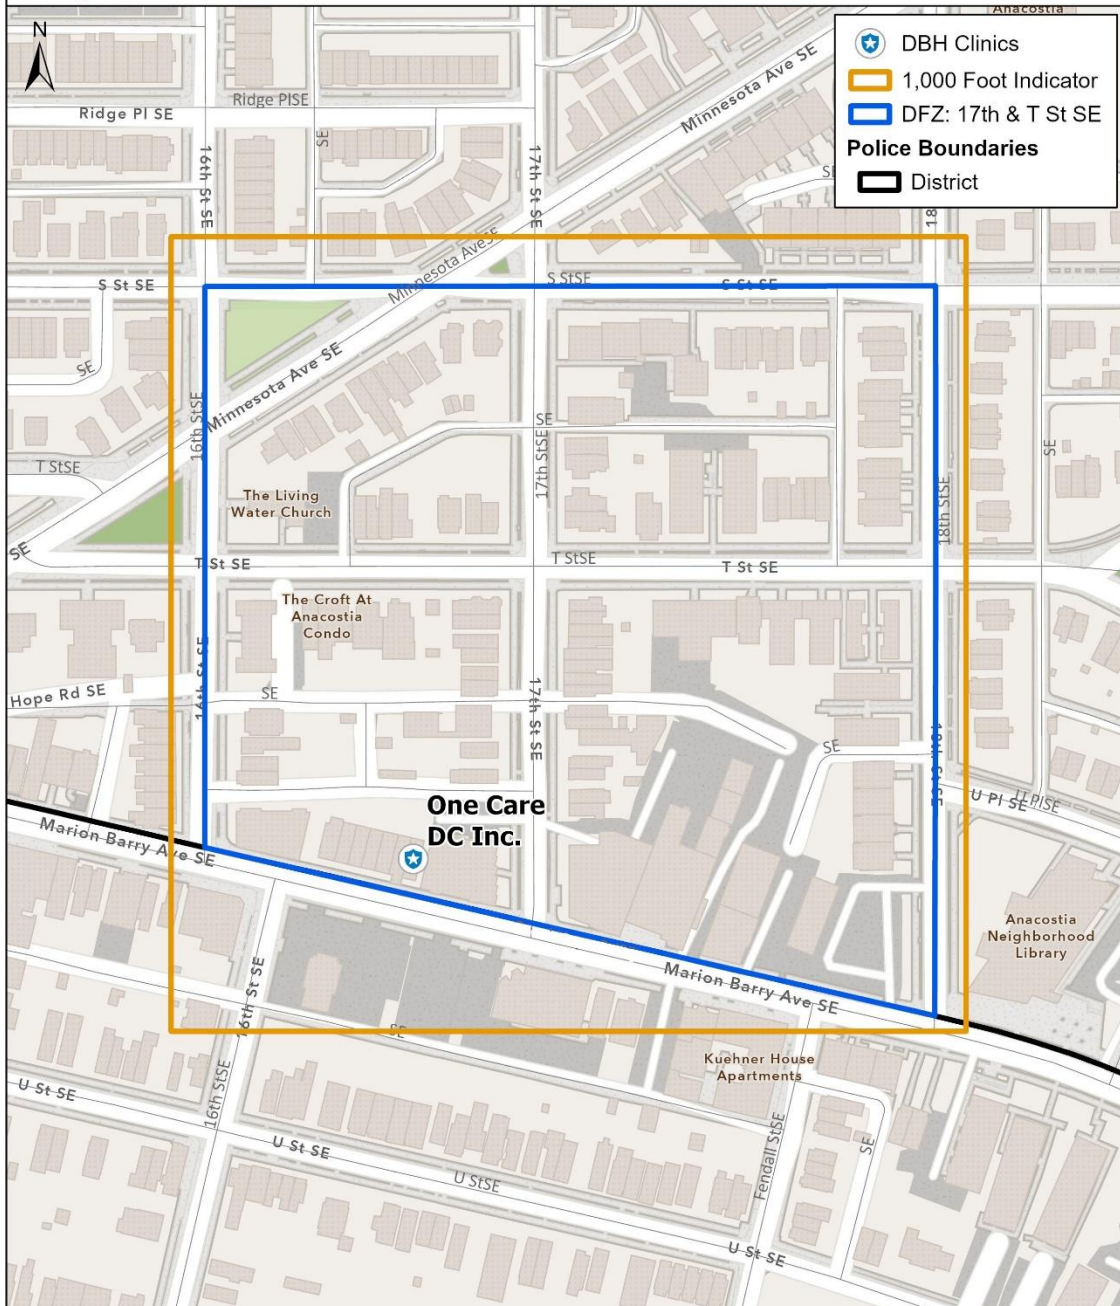 N
Anacostia
DBH Clinics
1,000 Foot Indicator
DFZ: 17th & T St SE
Police Boundaries
District
Ridge Pl SE
Ridge PlSE
SE
16th St SE
17th St SE
Minnesota Ave SE
S St SE
Minnesota AveSE
S StSE
S St SE
SE
Minnesota Ave SE
16th StSE
SE
17th StSE
SE
T StSE
The Living
Water Church
18th StSE
SE
T St SE
T StSE
T St SE
The Croft At
Anacostia
Condo
16th St SE
Hope Rd SE
SE
17th St SE
SE
18th St SE
U Pl SE
U PlSE
One Care
DC Inc.
Marion Barry Ave SE
Anacostia
Neighborhood
Library
Marion Barry Ave SE
16th St SE
SE
Kuehner House
Apartments
16th StSE
U St SE
U St SE
U StSE
Fendall StSE
SE
U St SE